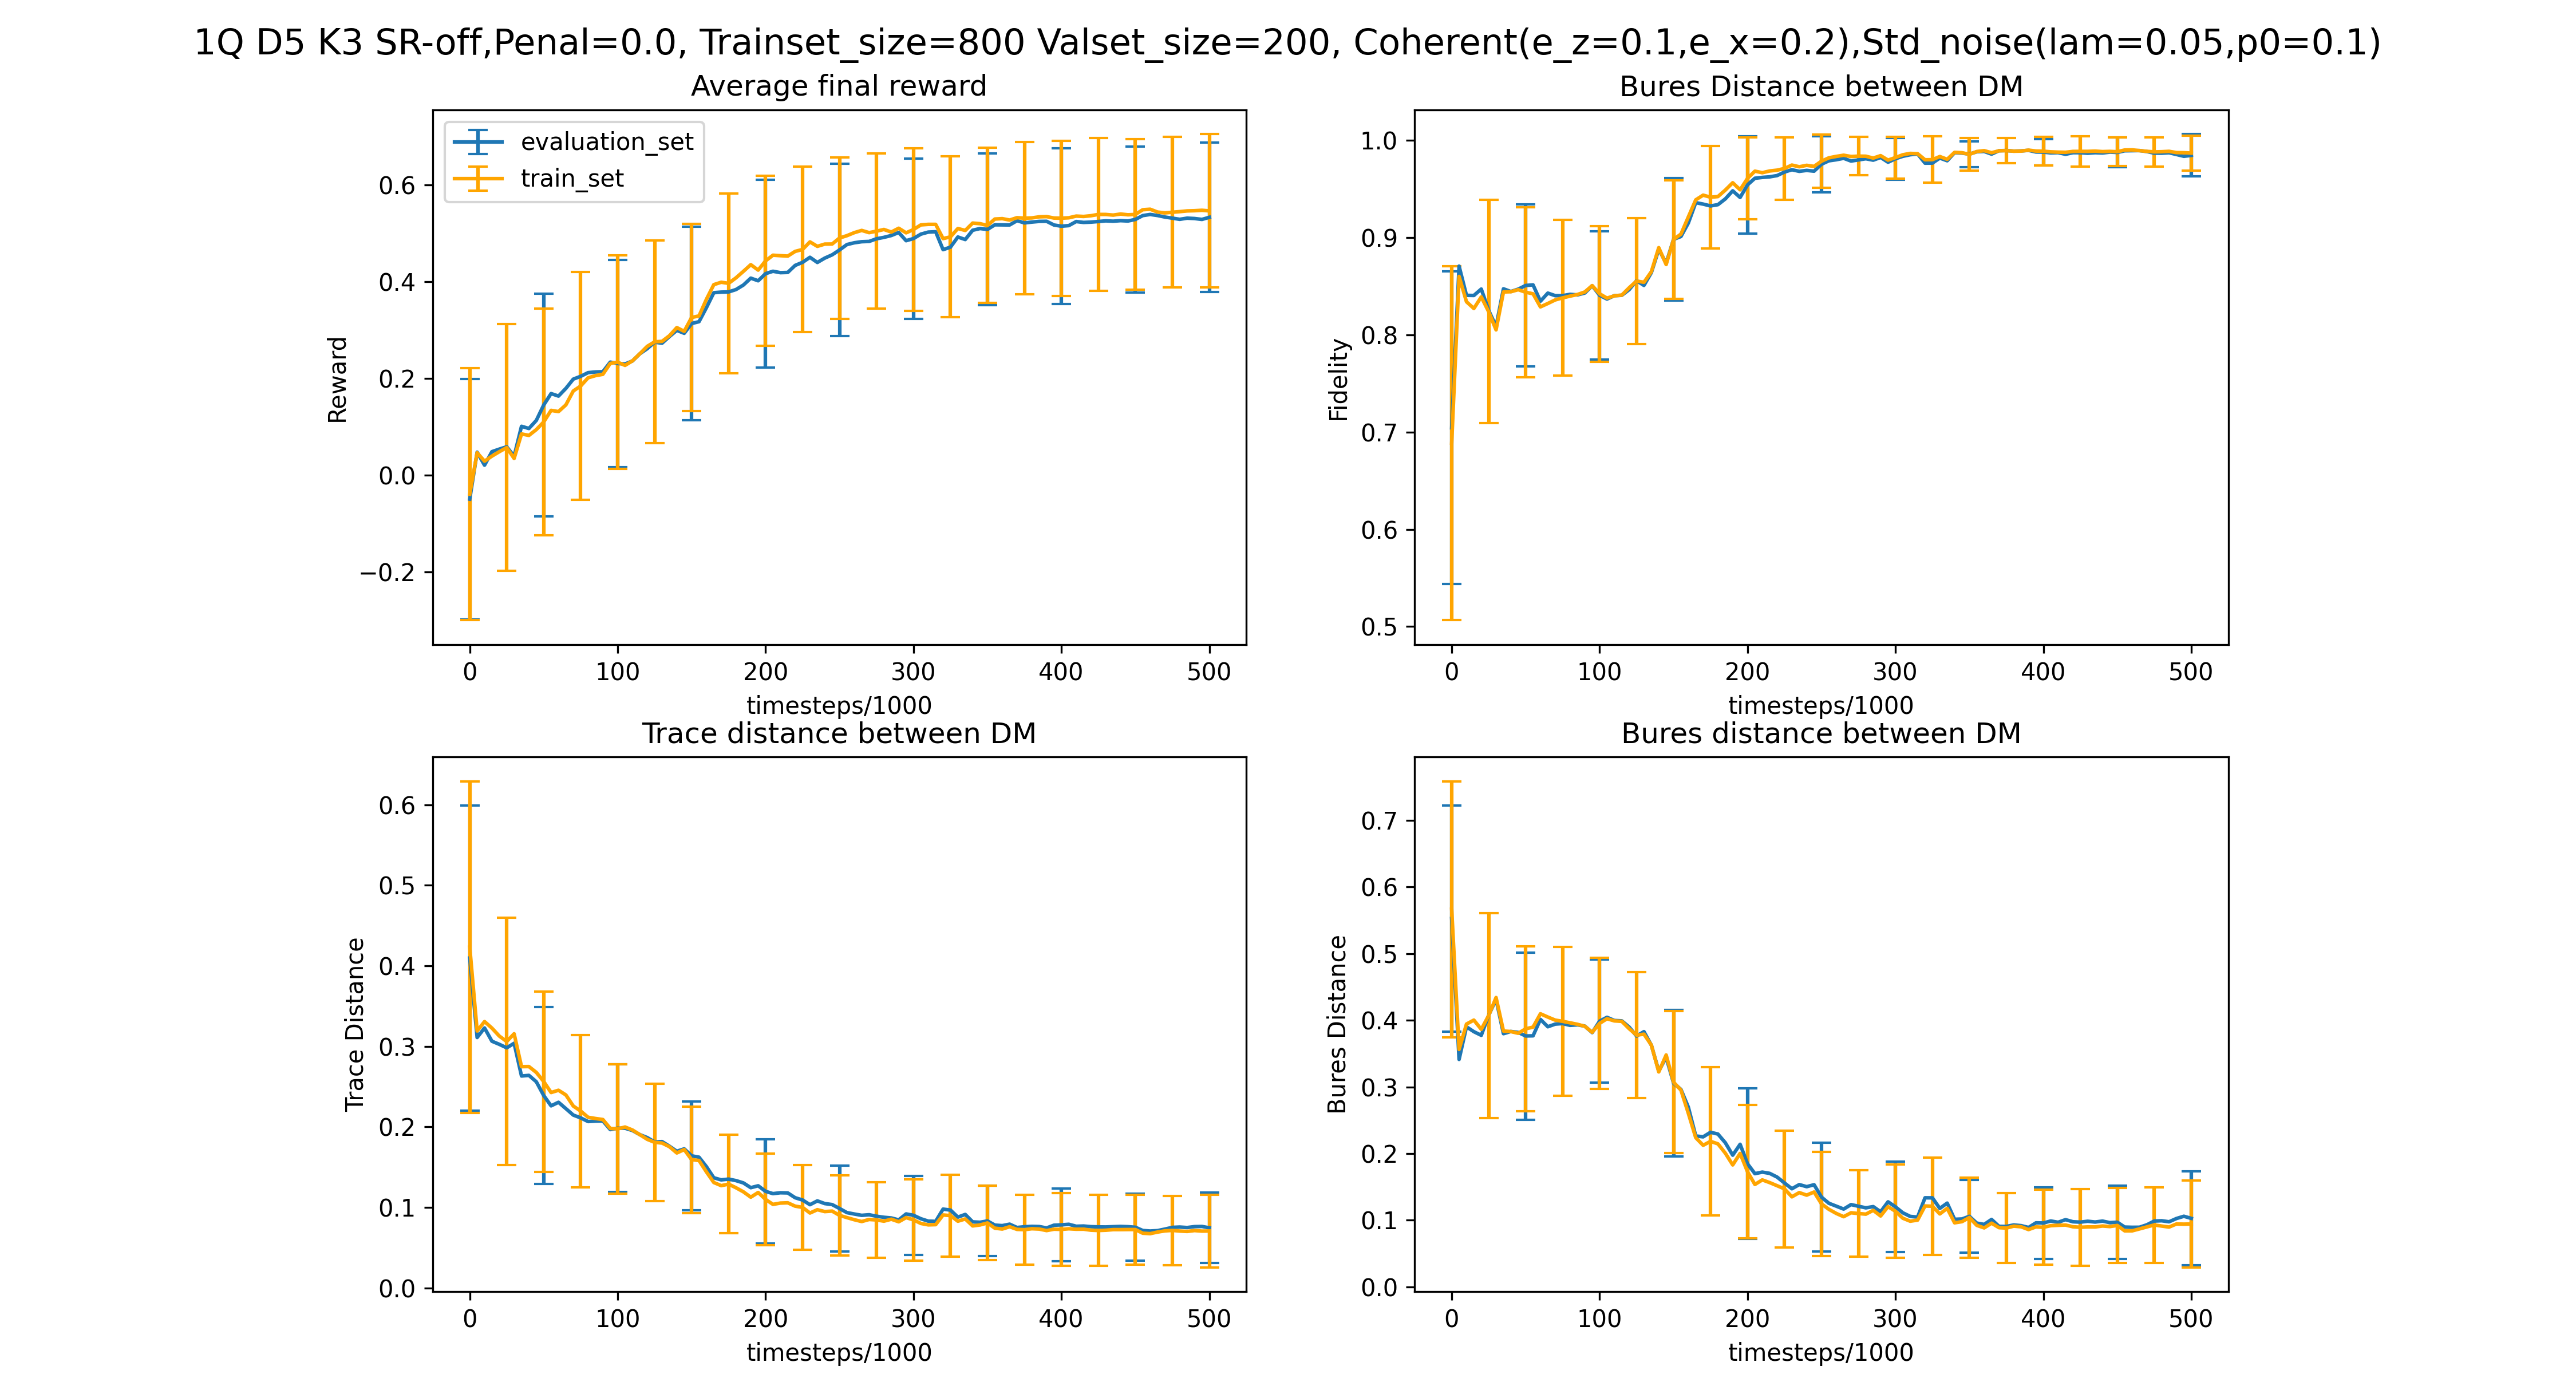 1Q D5 K3 SR-off,Penal=0.0, Trainset_size=800 Valset_size=200, Coherent(e_z=0.1,e_x=0.2),Std_noise(lam=0.05,p0=0.1)
Average final reward
evaluation_set
train_set
Reward
0.6
0.4
0.2
0.0
−0.2
0 100 200 300 400 500
timesteps/1000
Bures Distance between DM
Fidelity
1.0
0.9
0.8
0.7
0.6
0.5
0 100 200 300 400 500
timesteps/1000
Trace distance between DM
Trace Distance
0.6
0.5
0.4
0.3
0.2
0.1
0.0
0 100 200 300 400 500
timesteps/1000
Bures distance between DM
Bures Distance
0.7
0.6
0.5
0.4
0.3
0.2
0.1
0.0
0 100 200 300 400 500
timesteps/1000